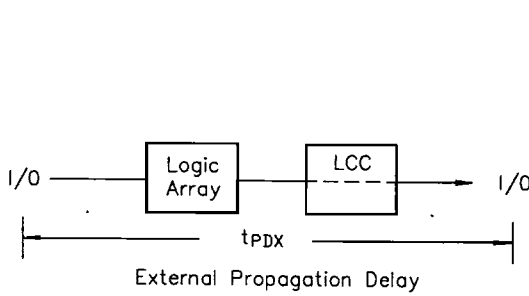 I/O
Logic
Array
LCC
I/O
tPDX
External Propagation Delay